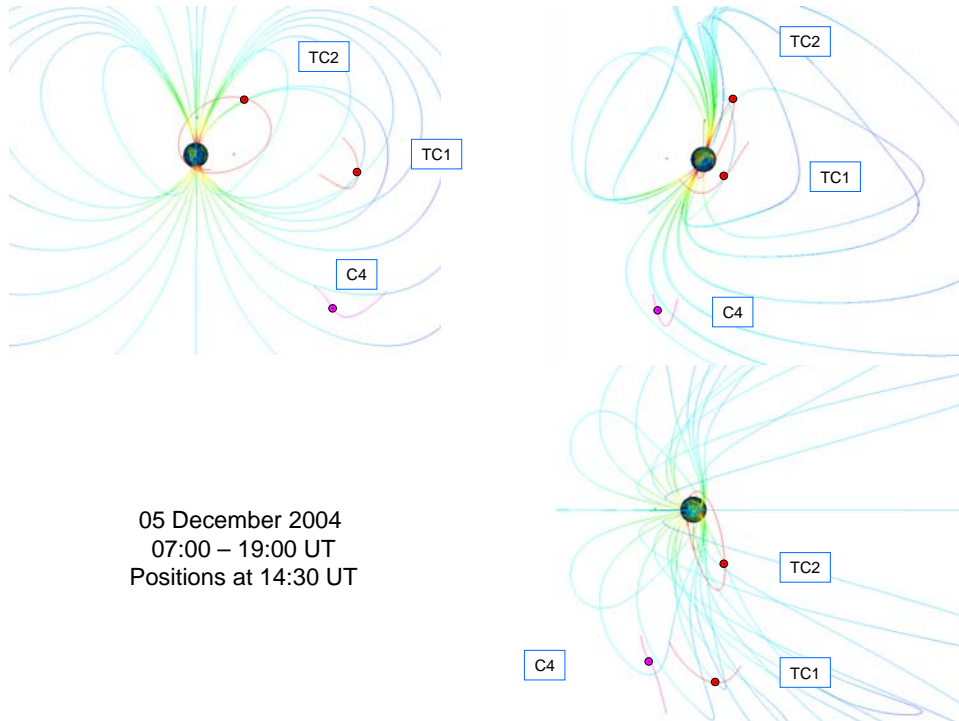 TC2
TC1
C4
TC2
TC1
C4
05 December 2004
07:00 – 19:00 UT
Positions at 14:30 UT
TC2
C4
TC1